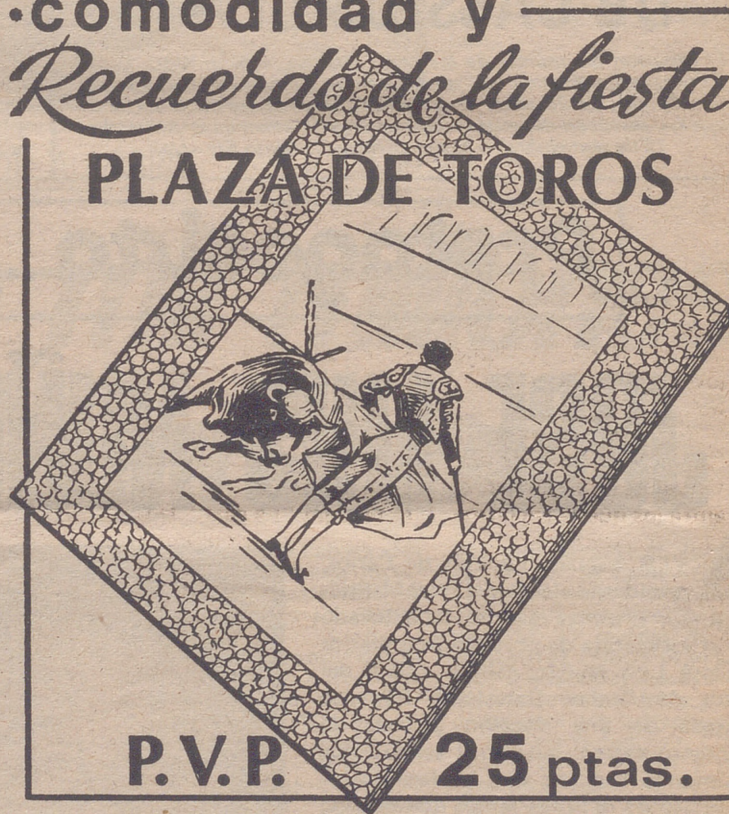 ·comodidad y
Recuerdo de la fiesta
PLAZA DE TOROS
P.V.P. 25 ptas.